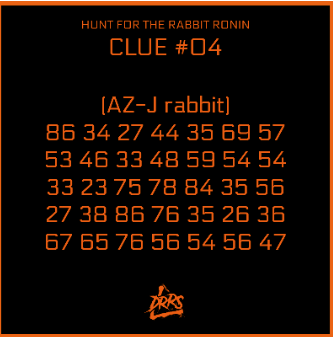 HUNT FOR THE RABBIT RONIN
CLUE #04
(AZ-J rabbit)
86 34 27 44 35 69 57
53 46 33 48 59 54 54
33 23 75 78 84 35 56
27 38 86 76 35 26 36
67 65 76 56 54 56 47
DRRS